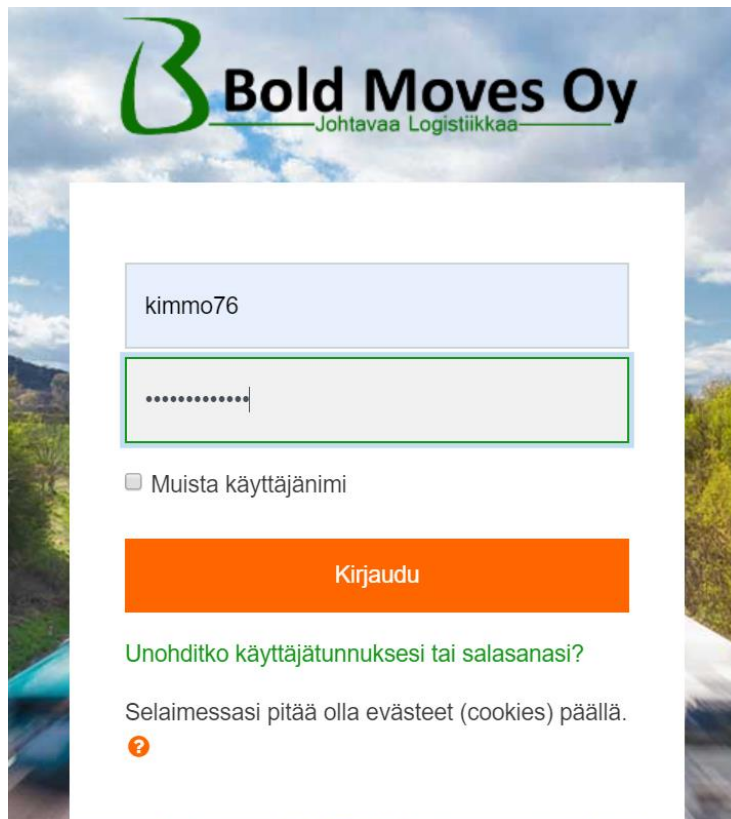 Bold Moves Oy
Johtavaa Logistiikkaa
kimmo76
•••••••••••••
Muista käyttäjänimi
Kirjaudu
Unohditko käyttäjätunnuksesi tai salasanasi?
Selaimessasi pitää olla evästeet (cookies) päällä.
?